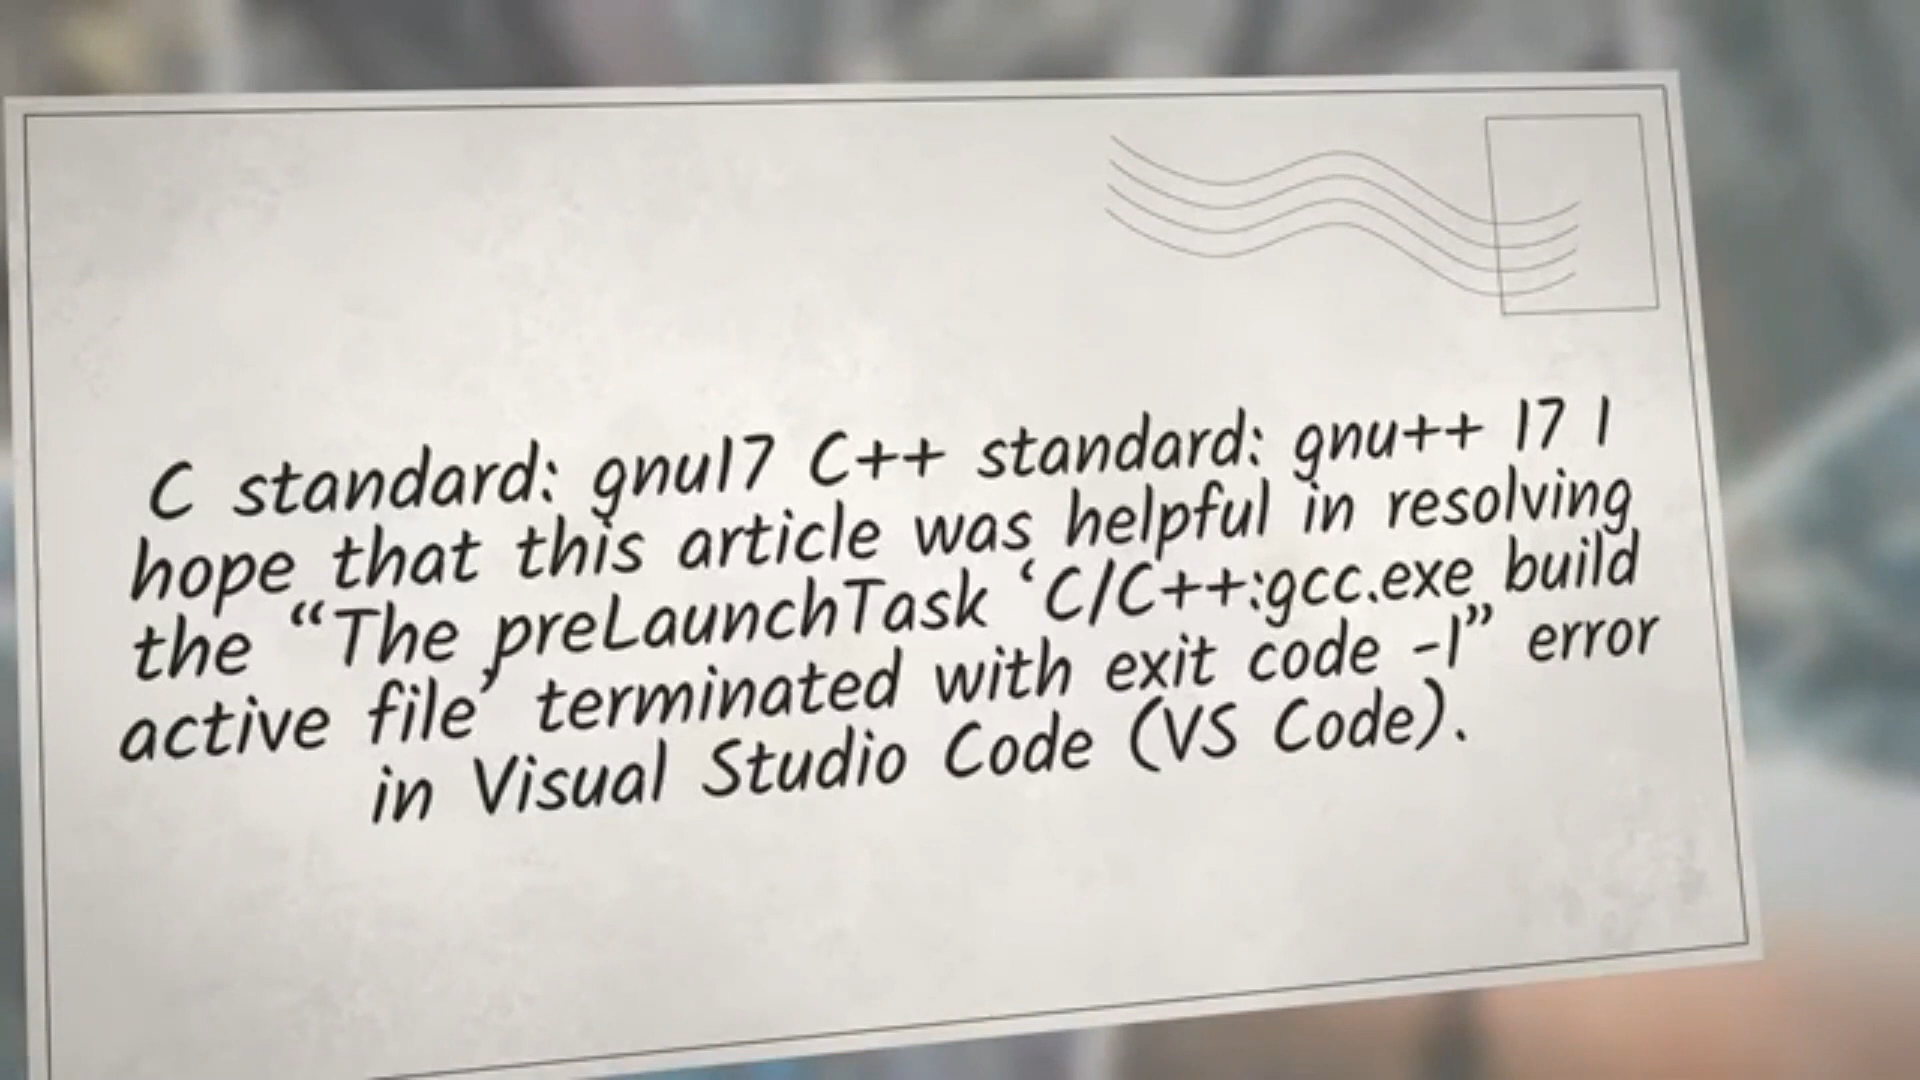 C standard: gnu17 C++ standard: gnu++ 17 I
hope that this article was helpful in resolving
the “The preLaunchTask ‘C/C++:gcc.exe build
active file’ terminated with exit code -1” error
in Visual Studio Code (VS Code).